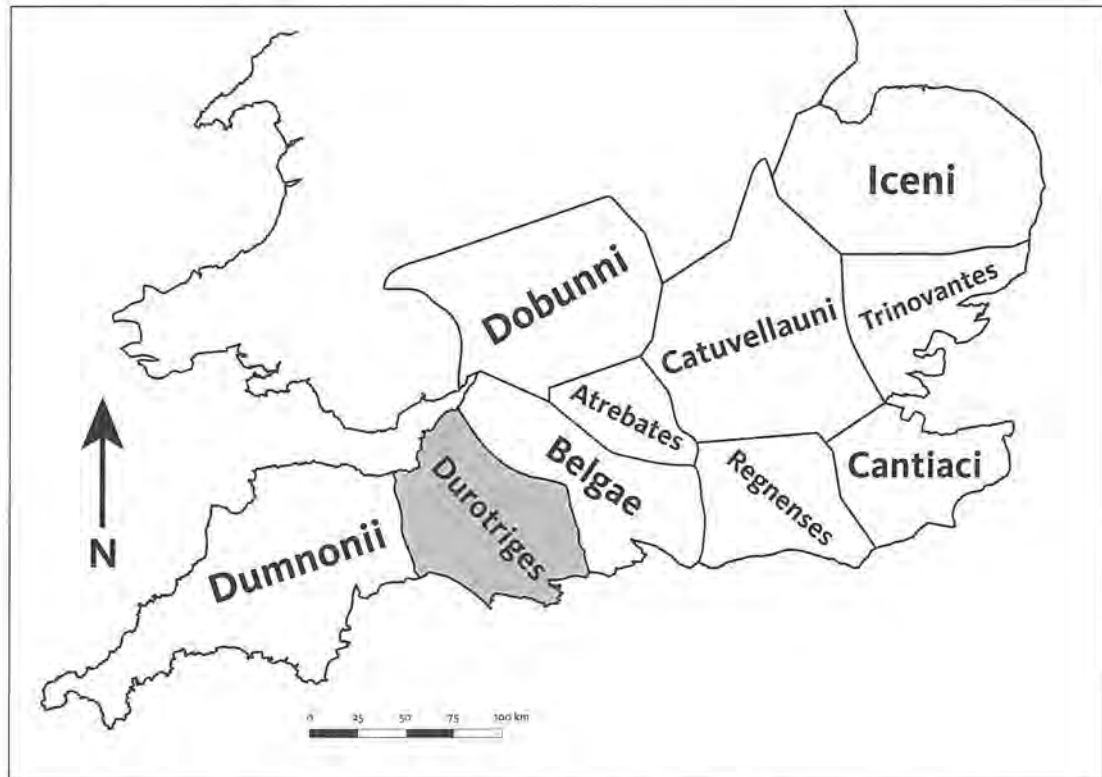 Iceni
Dobunni
Trinovantes
Catuvellauni
Atrebates
Belgae
Regnenses
Cantiaci
Durotriges
Dumnonii
N
0 25 50 75 100 km